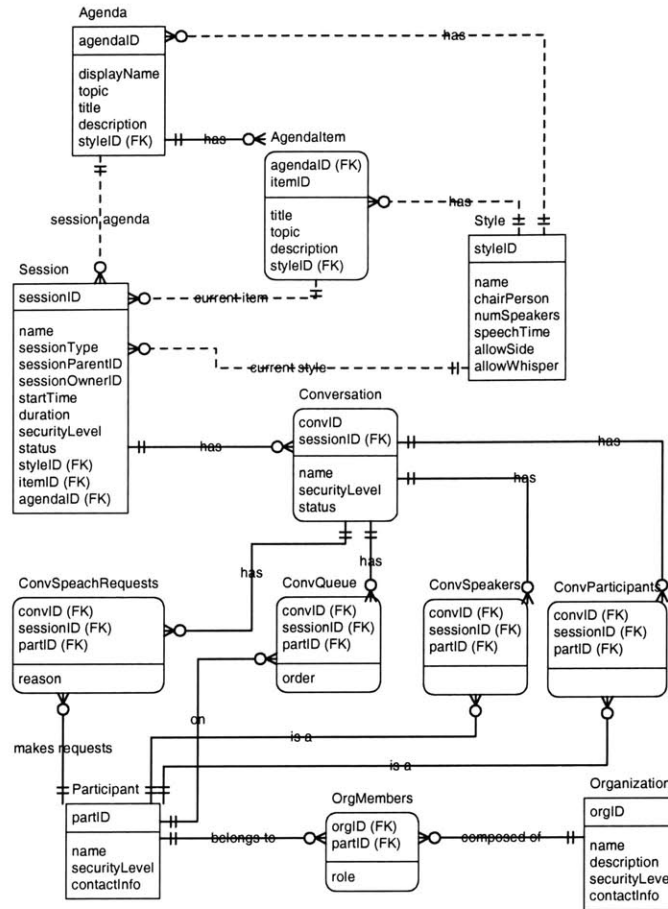 Agenda
agendaID
displayName
topic
title
description
styleID (FK)
has
has
AgendaItem
agendaID (FK)
itemID
title
topic
description
styleID (FK)
has
Style
styleID
name
chairPerson
numSpeakers
speechTime
allowSide
allowWhisper
session agenda
Session
sessionID
name
sessionType
sessionParentID
sessionOwnerID
startTime
duration
securityLevel
status
styleID (FK)
itemID (FK)
agendaID (FK)
current item
current style
has
Conversation
convID
sessionID (FK)
name
securityLevel
status
has
has
has
has
ConvSpeachRequests
convID (FK)
sessionID (FK)
partID (FK)
reason
ConvQueue
convID (FK)
sessionID (FK)
partID (FK)
order
ConvSpeakers
convID (FK)
sessionID (FK)
partID (FK)
ConvParticipants
convID (FK)
sessionID (FK)
partID (FK)
makes requests
on
is a
is a
Participant
partID
name
securityLevel
contactInfo
belongs to
OrgMembers
orgID (FK)
partID (FK)
role
composed of
Organization
orgID
name
description
securityLevel
contactInfo